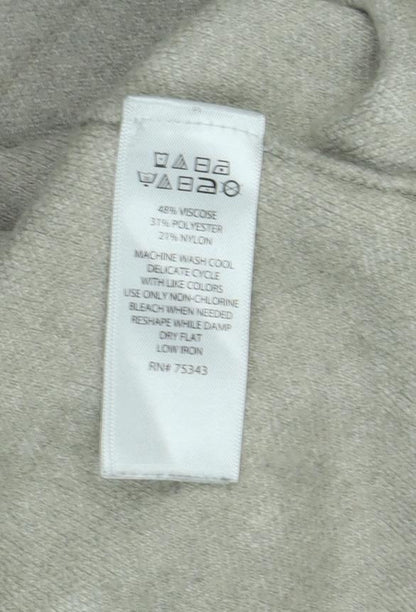 48% VISCOSE
31% POLYESTER
21% NYLON
MACHINE WASH COOL
DELICATE CYCLE
WITH LIKE COLORS
USE ONLY NON-CHLORINE
BLEACH WHEN NEEDED
RESHAPE WHILE DAMP
DRY FLAT
LOW IRON
RN# 75343